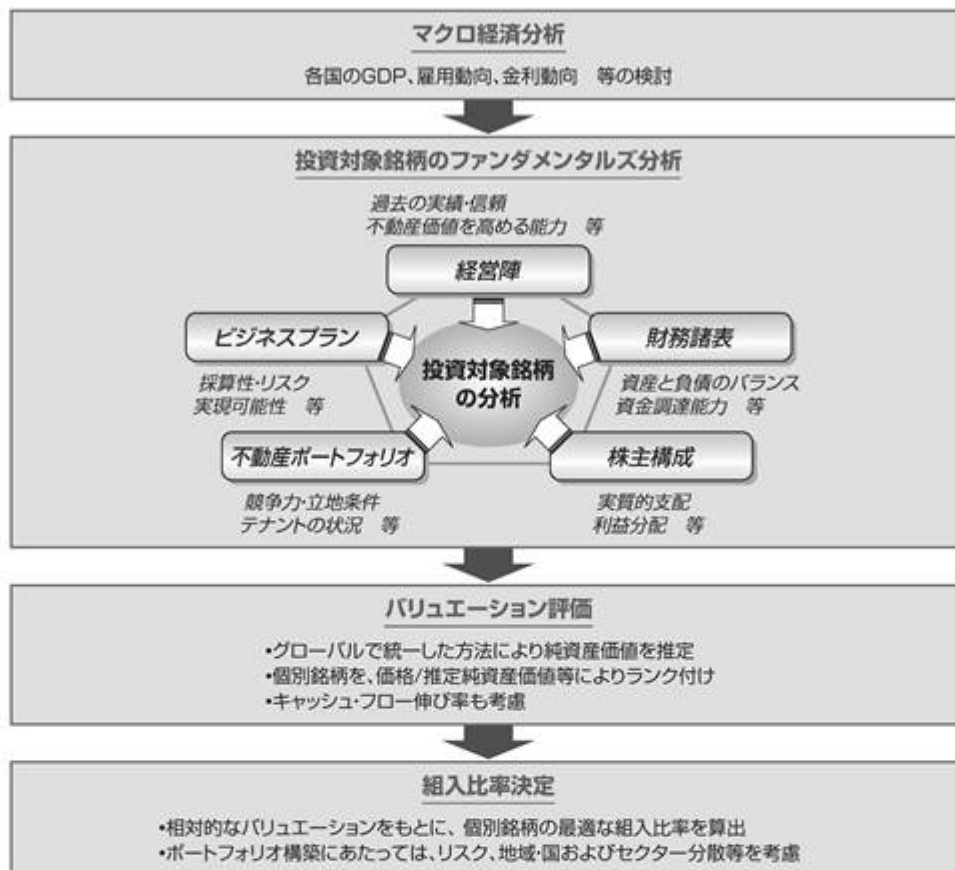 マクロ経済分析
各国のGDP、雇用動向、金利動向　等の検討
投資対象銘柄のファンダメンタルズ分析
過去の実績･信頼
不動産価値を高める能力　等
経営陣
ビジネスプラン
採算性･リスク
実現可能性　等
財務諸表
資産と負債のバランス
資金調達能力　等
投資対象銘柄
の分析
不動産ポートフォリオ
競争力･立地条件
テナントの状況　等
株主構成
実質的支配
利益分配　等
バリュエーション評価
•グローバルで統一した方法により純資産価値を推定
•個別銘柄を、価格/推定純資産価値等によりランク付け
•キャッシュ･フロー伸び率も考慮
組入比率決定
•相対的なバリュエーションをもとに、個別銘柄の最適な組入比率を算出
•ポートフォリオ構築にあたっては、リスク、地域･国およびセクター分散等を考慮